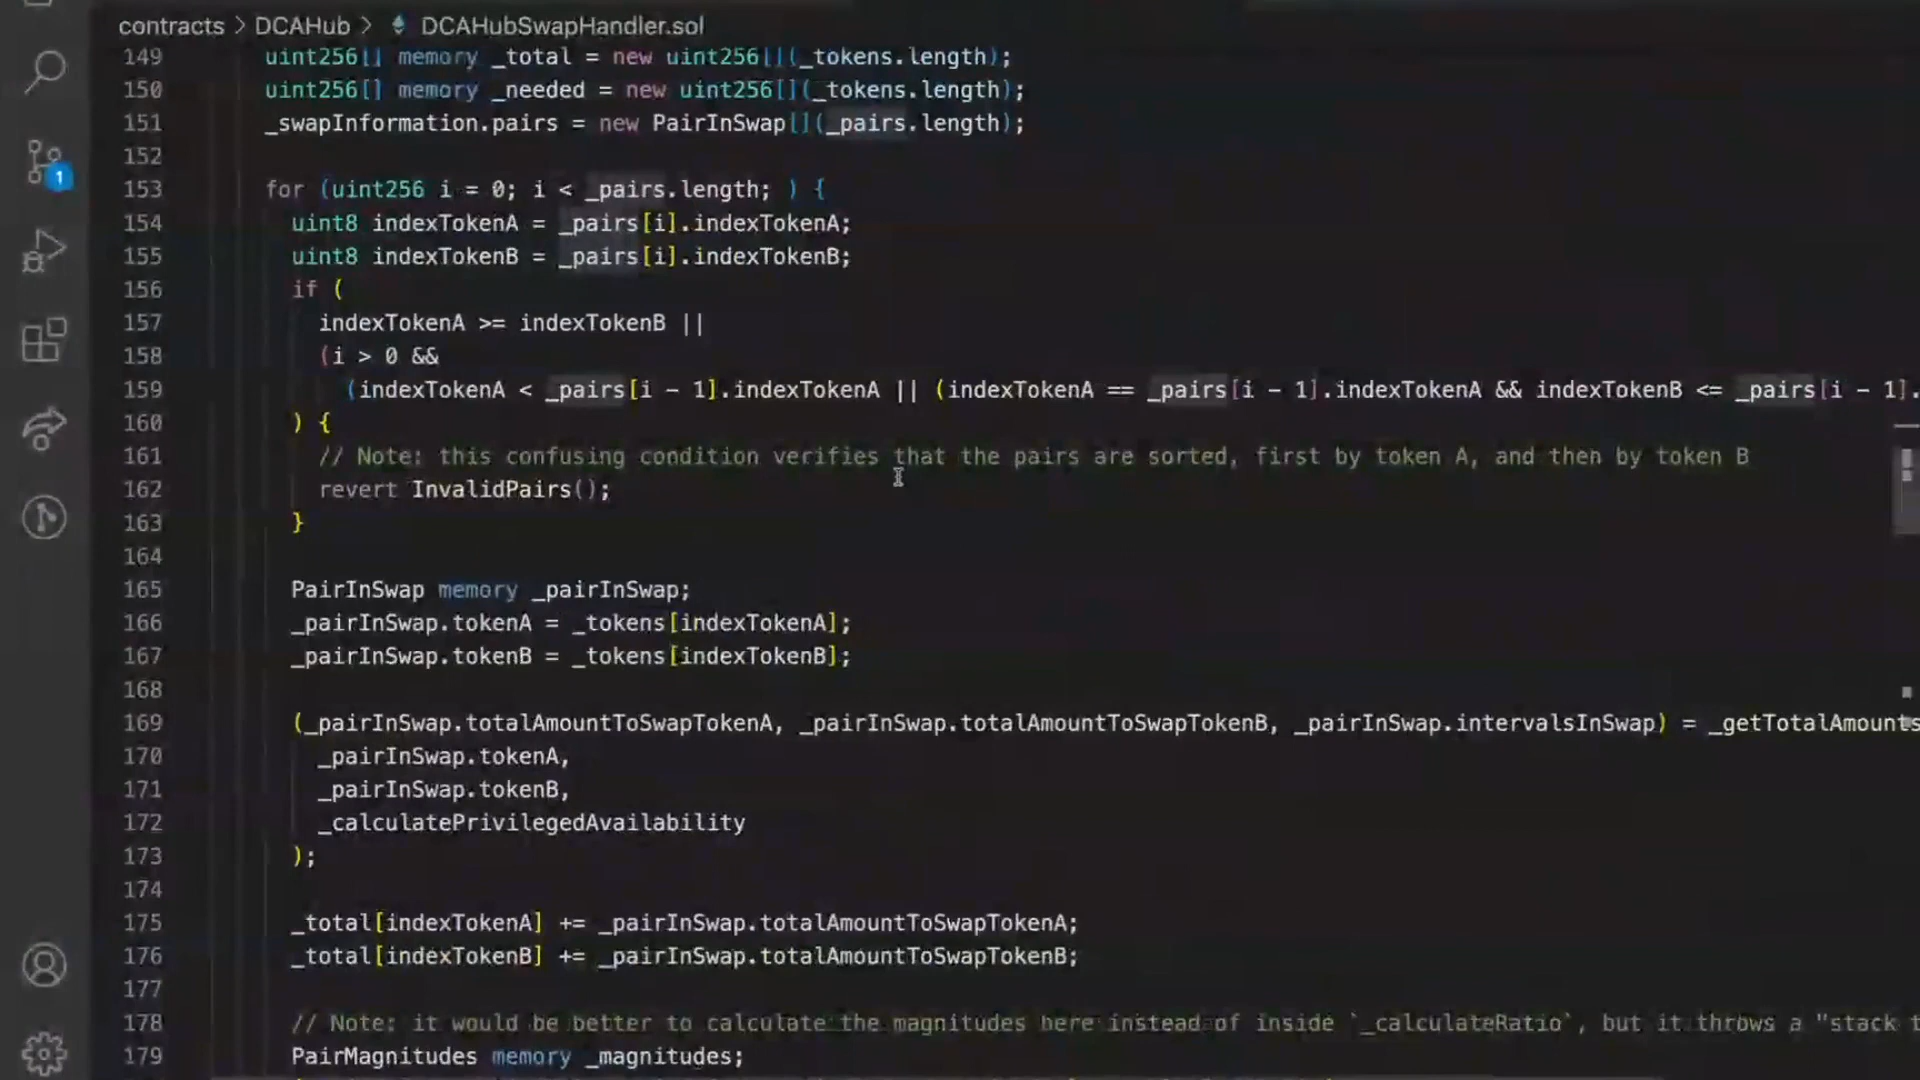 contracts > DCAHub > DCAHubSwapHandler.sol
149 uint256[] memory _total = new uint256[](_tokens.length);
150 uint256[] memory _needed = new uint256[](_tokens.length);
151 _swapInformation.pairs = new PairInSwap[](_pairs.length);
152
153 for (uint256 i = 0; i < _pairs.length; ) {
154 uint8 indexTokenA = _pairs[i].indexTokenA;
155 uint8 indexTokenB = _pairs[i].indexTokenB;
156 if (
157 indexTokenA >= indexTokenB ||
158 (i > 0 &&
159 (indexTokenA < _pairs[i - 1].indexTokenA || (indexTokenA == _pairs[i - 1].indexTokenA && indexTokenB <= _pairs[i - 1].
160 ) {
161 // Note: this confusing condition verifies that the pairs are sorted, first by token A, and then by token B
162 revert InvalidPairs();
163 }
164
165 PairInSwap memory _pairInSwap;
166 _pairInSwap.tokenA = _tokens[indexTokenA];
167 _pairInSwap.tokenB = _tokens[indexTokenB];
168
169 (_pairInSwap.totalAmountToSwapTokenA, _pairInSwap.totalAmountToSwapTokenB, _pairInSwap.intervalsInSwap) = _getTotalAmounts
170 _pairInSwap.tokenA,
171 _pairInSwap.tokenB,
172 _calculatePrivilegedAvailability
173 );
174
175 _total[indexTokenA] += _pairInSwap.totalAmountToSwapTokenA;
176 _total[indexTokenB] += _pairInSwap.totalAmountToSwapTokenB;
177
178 // Note: it would be better to calculate the magnitudes here instead of inside `_calculateRatio`, but it throws a "stack t
179 PairMagnitudes memory _magnitudes;
1